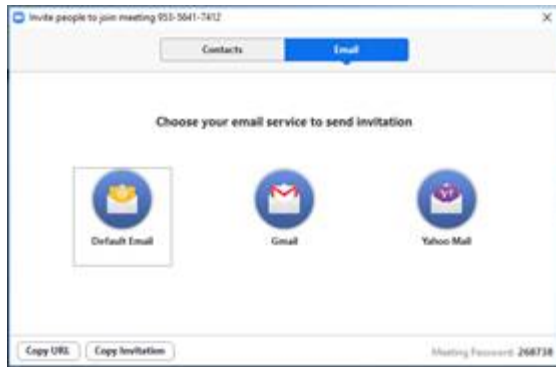 Invite people to join meeting 953-5641-7412
Contacts
Email
Choose your email service to send invitation
Default Email
Gmail
Yahoo Mail
Copy URL
Copy Invitation
Meeting Password: 268738